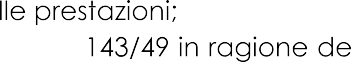 lle prestazioni;
143/49 in ragione de